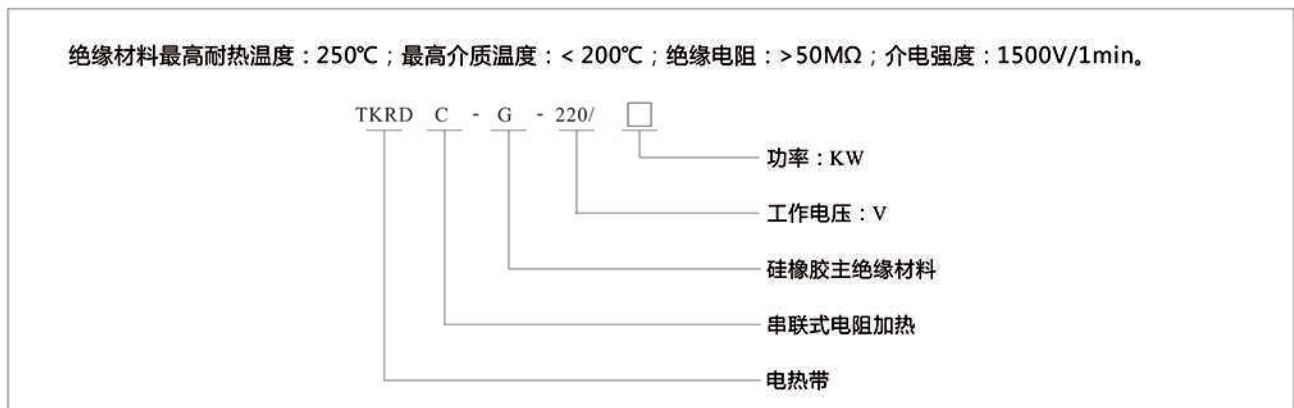 绝缘材料最高耐热温度：250℃；最高介质温度：< 200℃；绝缘电阻：>50MΩ；介电强度：1500V/1min。
TKRD C - G - 220/ □
功率：KW
工作电压：V
硅橡胶主绝缘材料
串联式电阻加热
电热带